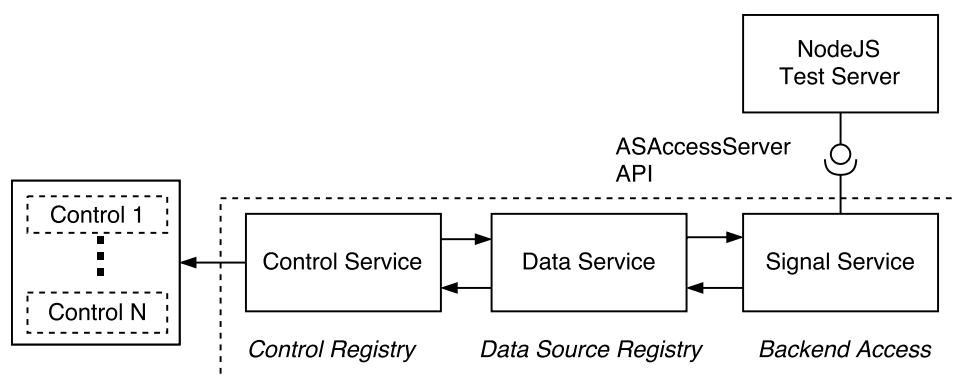 NodeJS
Test Server
ASAccessServer
API
Control 1
Control N
Control Service
Data Service
Signal Service
Control Registry
Data Source Registry
Backend Access